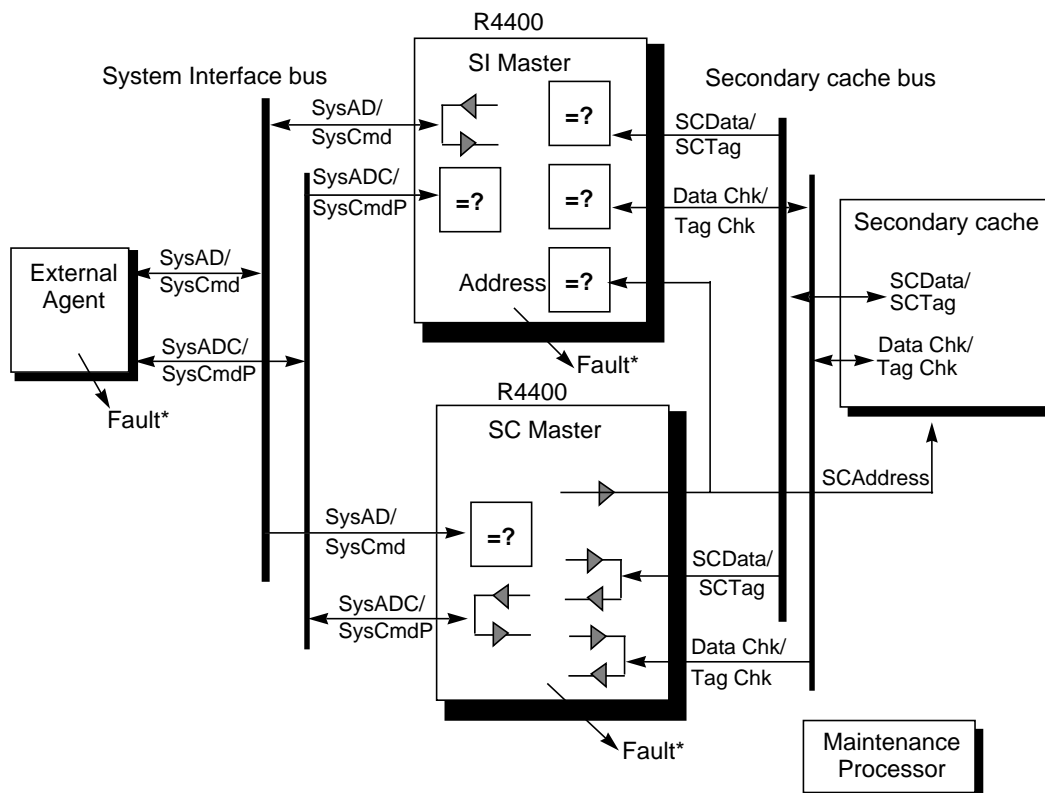 R4400
SI Master
System Interface bus
Secondary cache bus
SysAD/
SysCmd
=?
SCData/
SCTag
SysADC/
SysCmdP
=?
=?
Data Chk/
Tag Chk
Secondary cache
External
Agent
SysAD/
SysCmd
Address
=?
SCData/
SCTag
SysADC/
SysCmdP
Data Chk/
Tag Chk
Fault*
Fault*
R4400
SC Master
SCAddress
SysAD/
SysCmd
=?
SCData/
SCTag
SysADC/
SysCmdP
Data Chk/
Tag Chk
Fault*
Maintenance
Processor